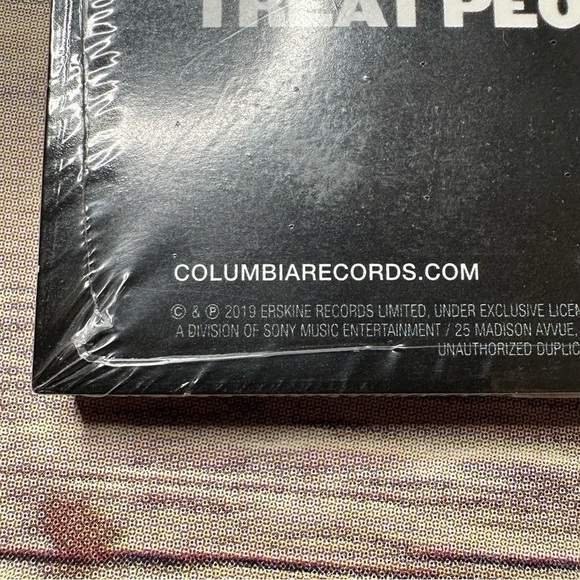 TREAT PEO
COLUMBIARECORDS.COM
© & ℗ 2019 ERSKINE RECORDS LIMITED, UNDER EXCLUSIVE LICEN
A DIVISION OF SONY MUSIC ENTERTAINMENT / 25 MADISON AVVUE,
UNAUTHORIZED DUPLIC